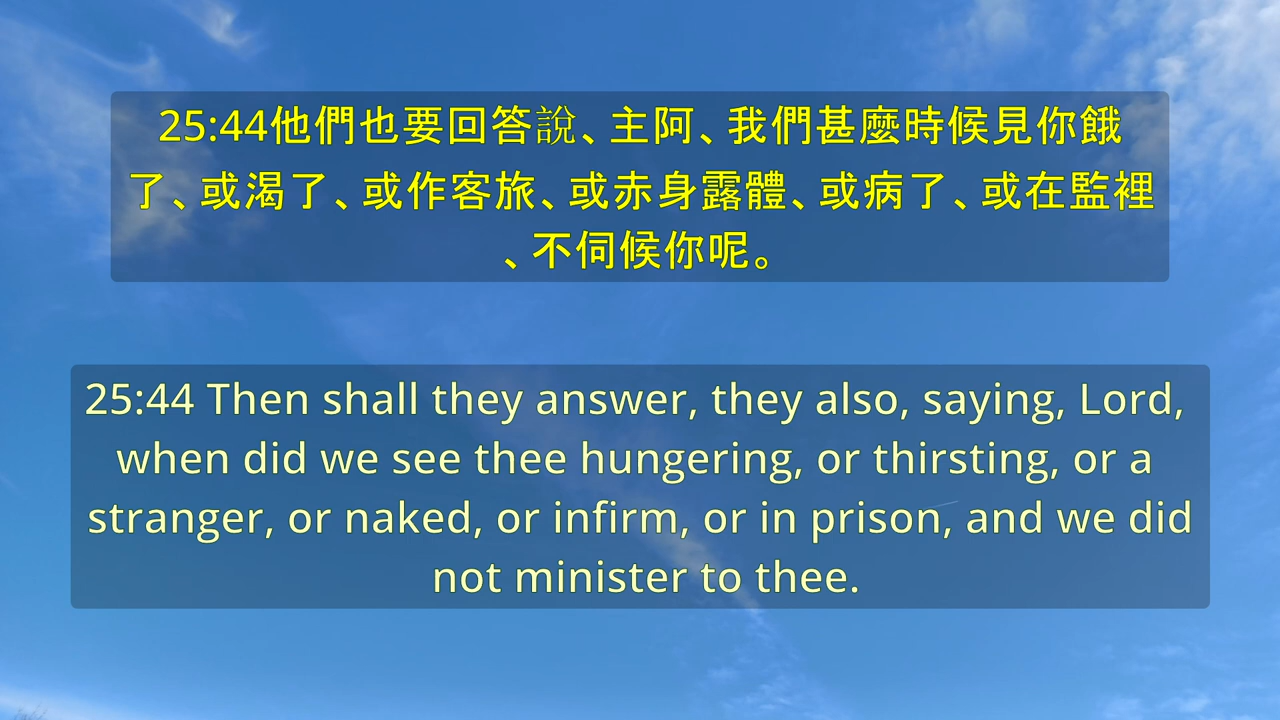 25:44他們也要回答說、主阿、我們甚麼時候見你餓
了、或渴了、或作客旅、或赤身露體、或病了、或在監裡
、不伺候你呢。
25:44 Then shall they answer, they also, saying, Lord,
when did we see thee hungering, or thirsting, or a
stranger, or naked, or infirm, or in prison, and we did
not minister to thee.